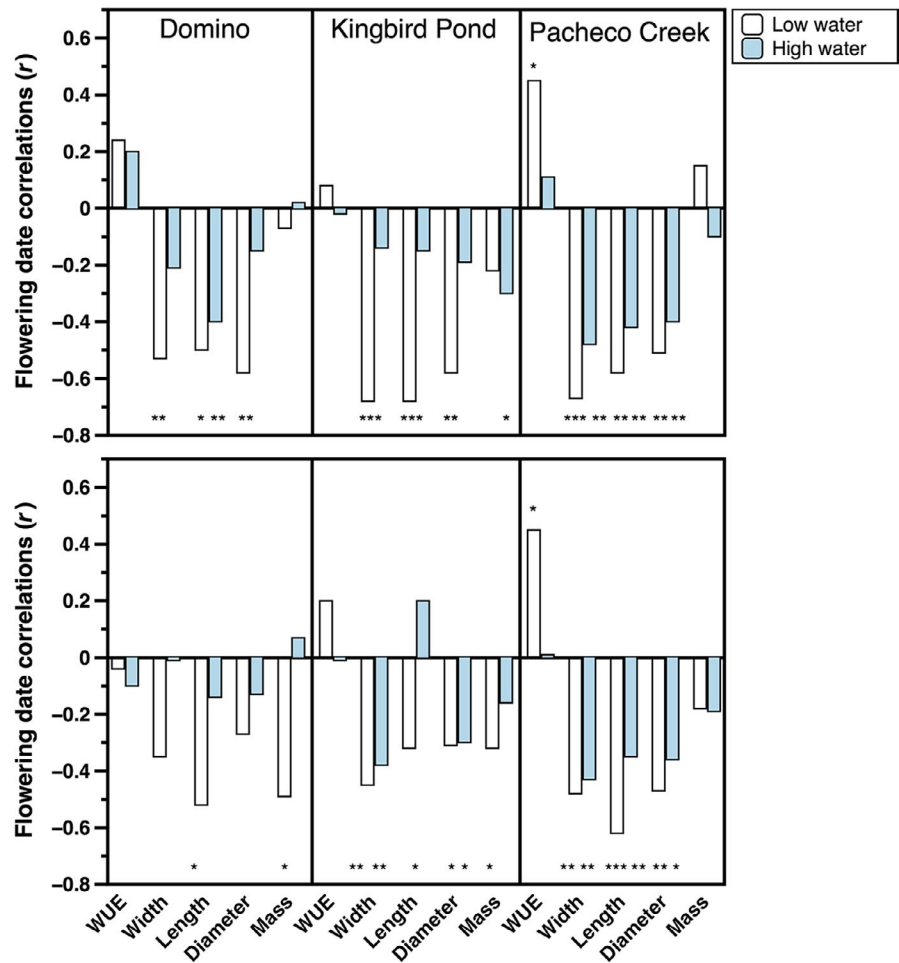 Domino
Kingbird Pond
Pacheco Creek
Low water
High water
Flowering date correlations (r)
0.6
0.4
0.2
0
–0.2
–0.4
–0.6
–0.8
*
** * ** **
*** *** ** *
*** ** ** ** ** **
Flowering date correlations (r)
0.6
0.4
0.2
0
–0.2
–0.4
–0.6
–0.8
*
* *
** ** * * * *
** ** *** ** ** *
WUE
Width
Length
Diameter
Mass
WUE
Width
Length
Diameter
Mass
WUE
Width
Length
Diameter
Mass